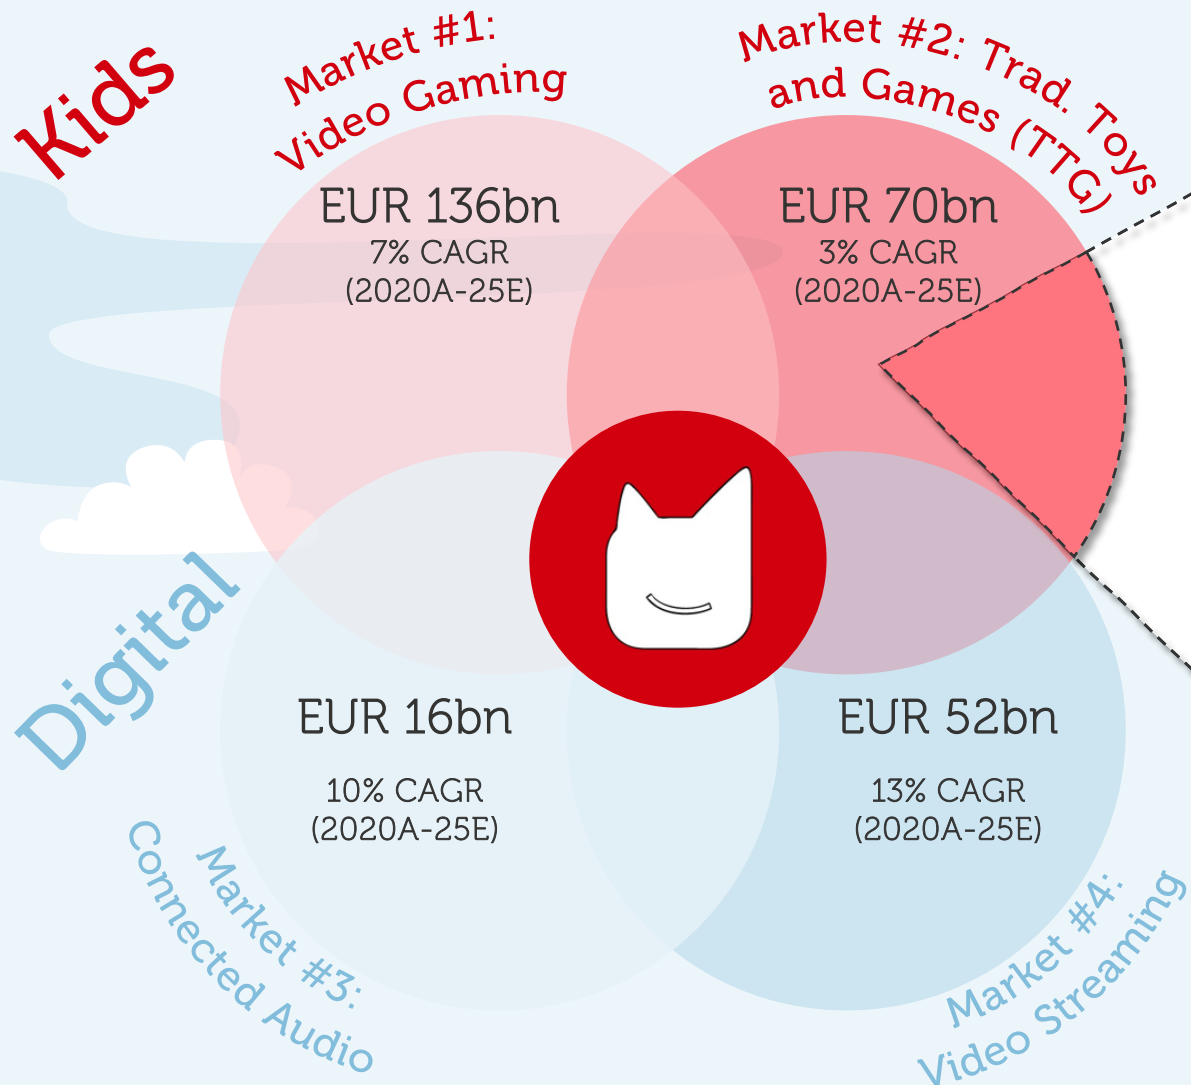 Kids
Market #1:
Video Gaming
EUR 136bn
7% CAGR
(2020A-25E)
Market #2: Trad. Toys
and Games (TTG)
EUR 70bn
3% CAGR
(2020A-25E)
Digital
EUR 16bn
10% CAGR
(2020A-25E)
Market #3:
Connected Audio
EUR 52bn
13% CAGR
(2020A-25E)
Market #4:
Video Streaming